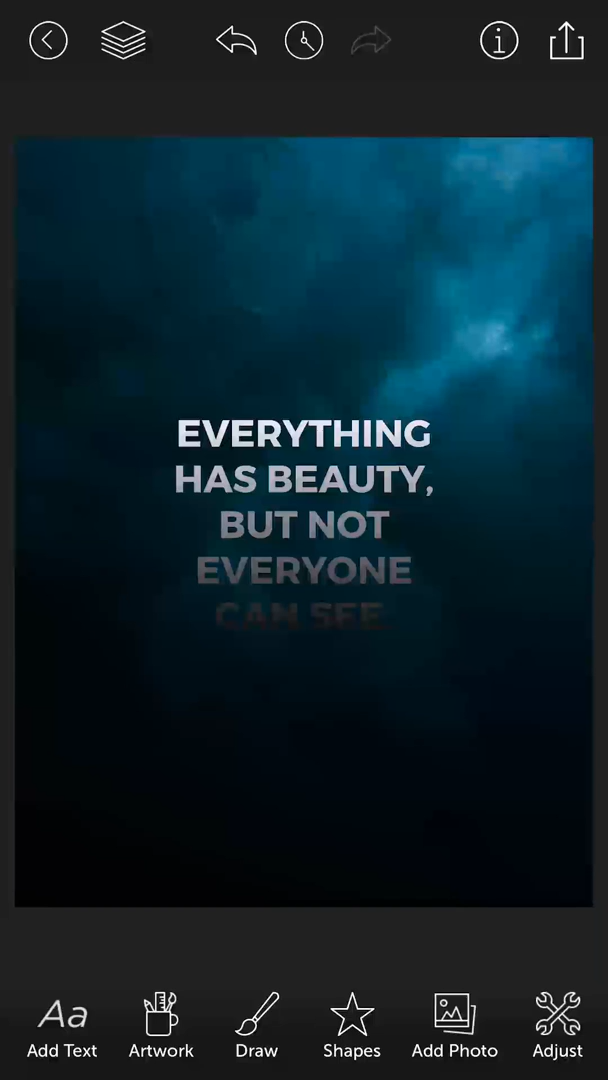 EVERYTHING
HAS BEAUTY,
BUT NOT
EVERYONE
CAN SEE.
Add Text
Artwork
Draw
Shapes
Add Photo
Adjust